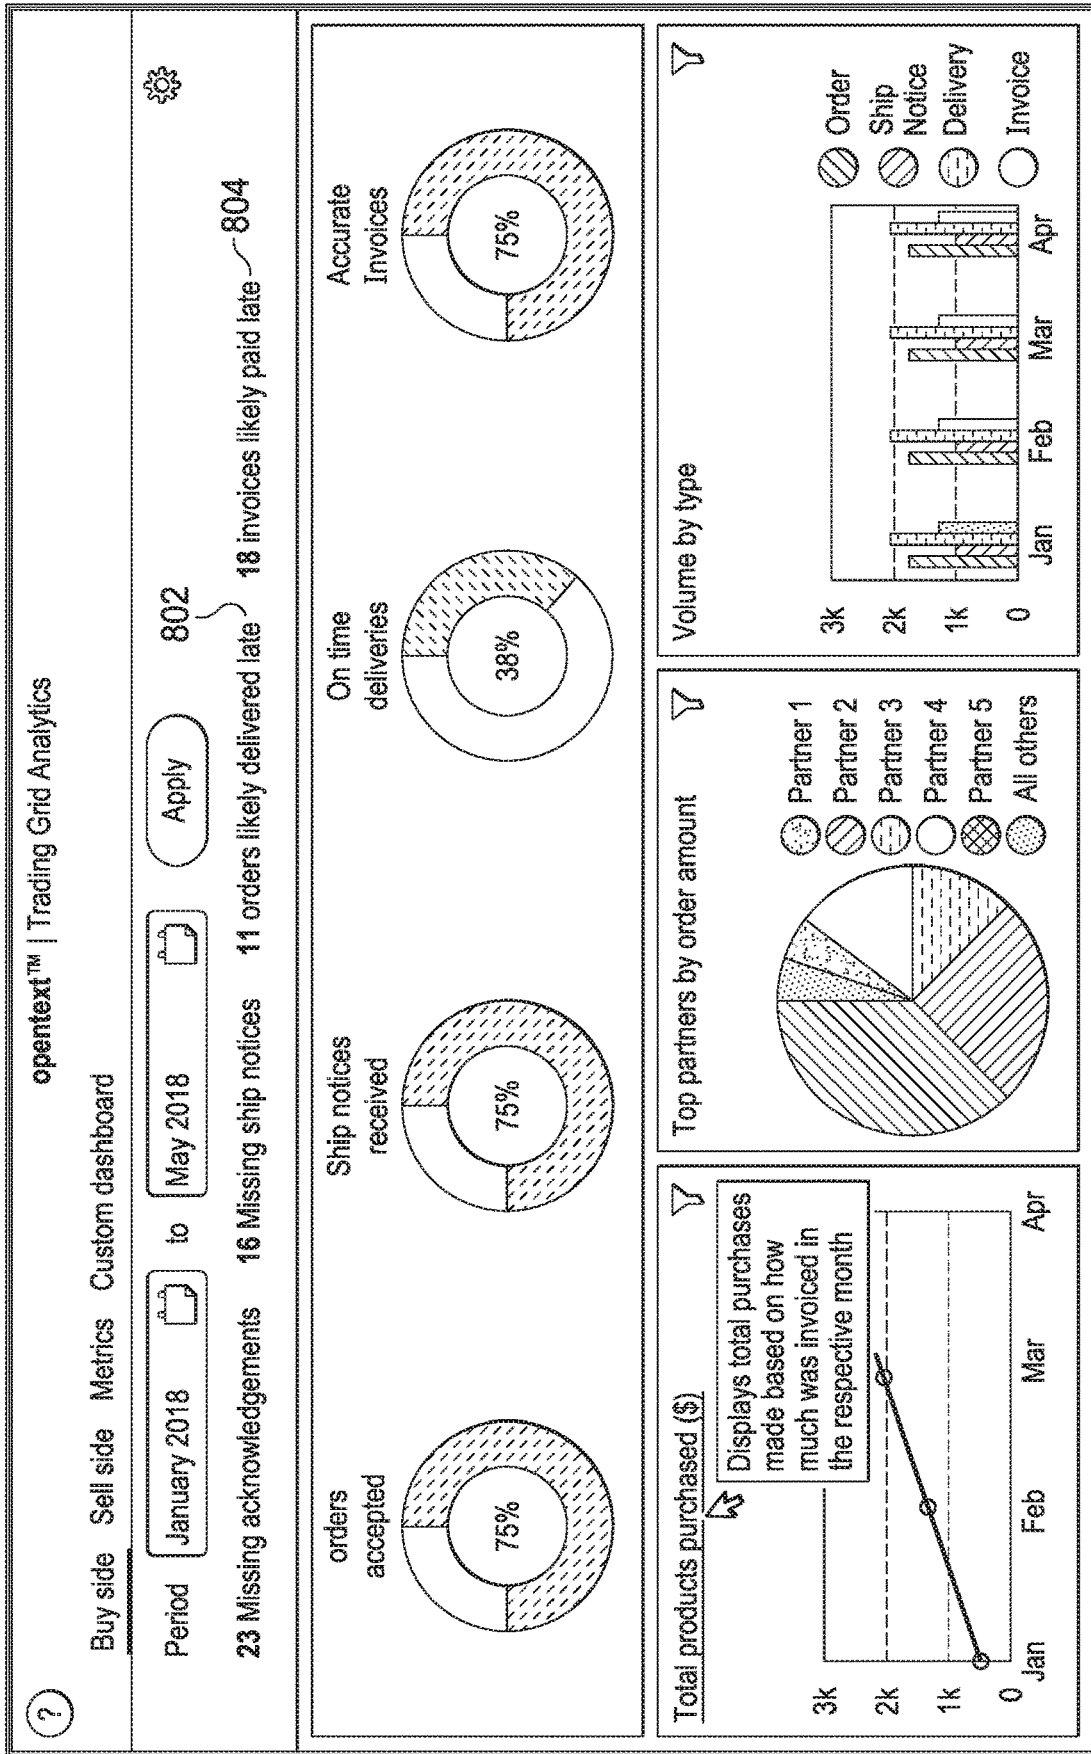 ?
opentext™ | Trading Grid Analytics
Buy side Sell side Metrics Custom dashboard
Period January 2018 to May 2018 Apply 802
23 Missing acknowledgements 16 Missing ship notices 11 orders likely delivered late 18 invoices likely paid late 804
orders
accepted
75%
Ship notices
received
75%
On time
deliveries
38%
Accurate
Invoices
75%
Total products purchased ($)
Displays total purchases
made based on how
much was invoiced in
the respective month
3k
2k
1k
0
Jan Feb Mar Apr
Top partners by order amount
Partner 1
Partner 2
Partner 3
Partner 4
Partner 5
All others
Volume by type
3k
2k
1k
0
Jan Feb Mar Apr
Order
Ship
Notice
Delivery
Invoice